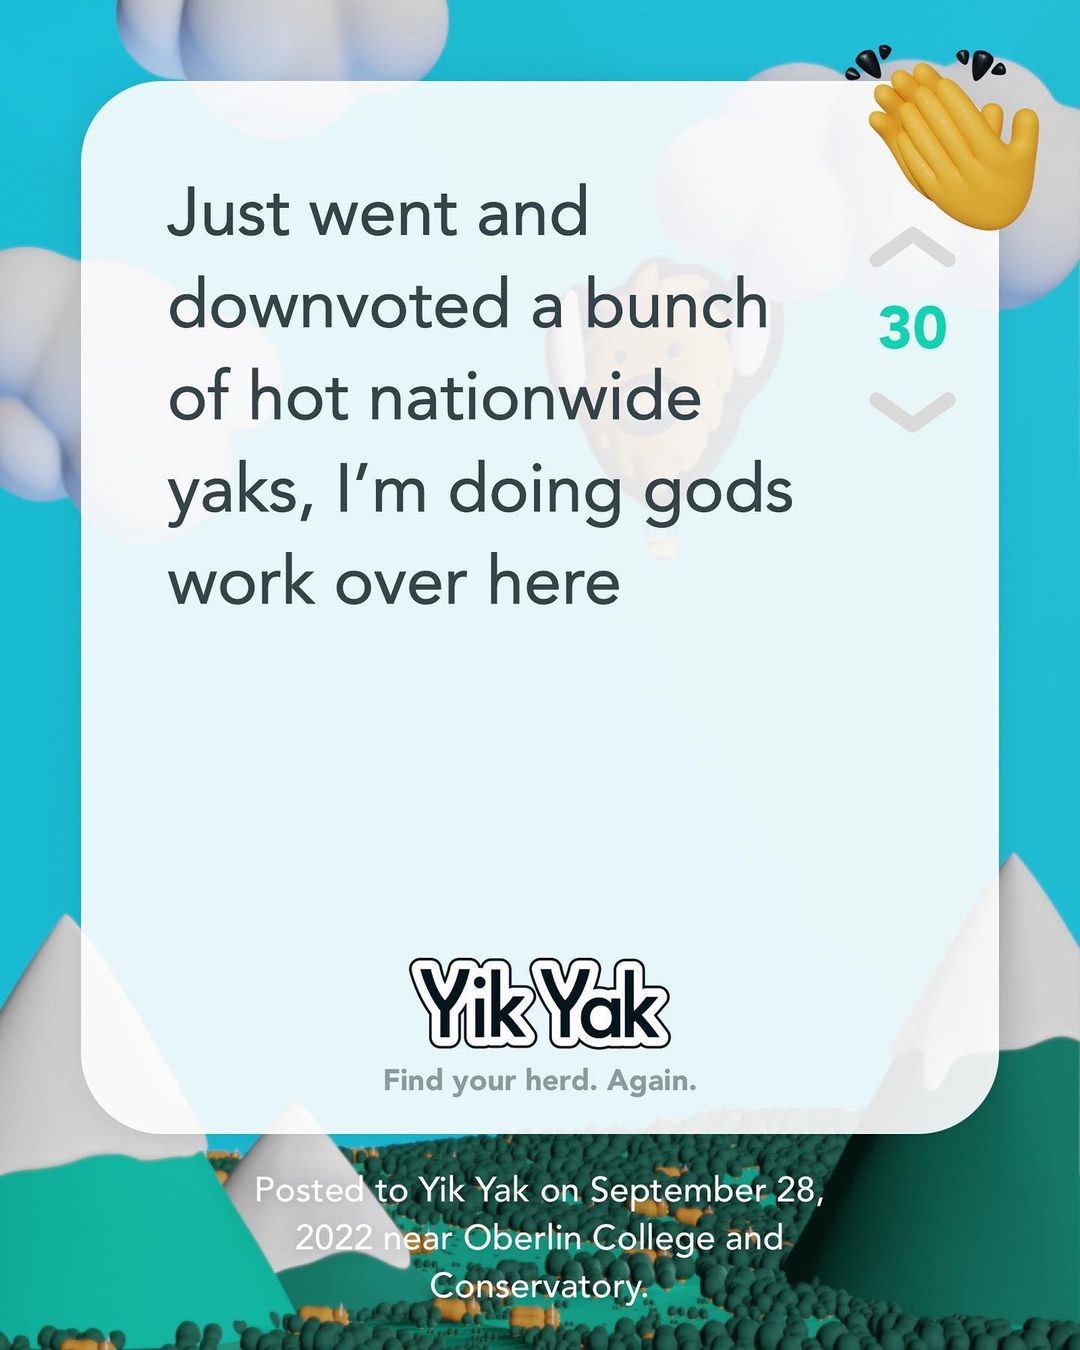 Just went and
downvoted a bunch
of hot nationwide
yaks, I’m doing gods
work over here
30
Yik Yak
Find your herd. Again.
Posted to Yik Yak on September 28,
2022 near Oberlin College and
Conservatory.